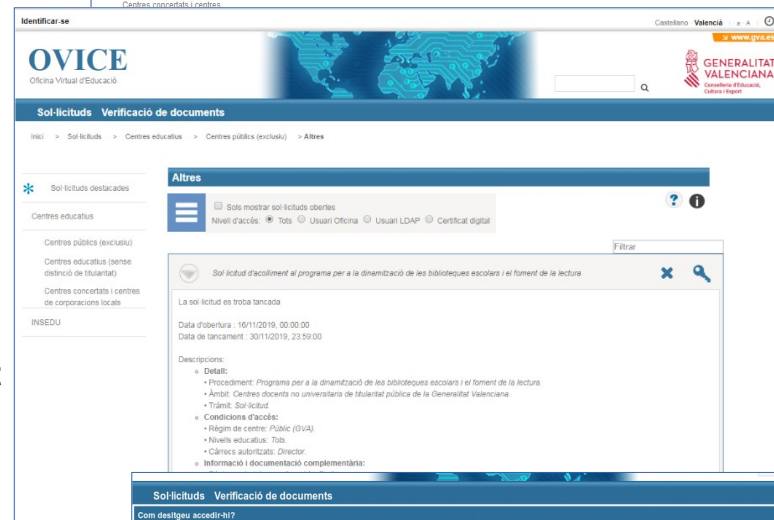 Centres concertats i centres
Identificar-se
Castellano Valencià A A
www.gva.es
OVICE
Oficina Virtual d'Educació
GENERALITAT
VALENCIANA
Conselleria d'Educació,
Cultura i Esport
Sol·licituds Verificació de documents
Inici > Sol·licituds > Centres educatius > Centres públics (exclusiu) > Altres
Altres
Sol·licituds destacades
Sols mostrar sol·licituds obertes
Nivell d'accés: Tots Usuari Oficina Usuari LDAP Certificat digital
Centres educatius
Filtrar
Centres públics (exclusiu)
Centres educatius (sense
distinció de titularitat)
Centres concertats i centres
de corporacions locals
INSEDU
Sol·licitud d'acolliment al programa per a la dinamització de les biblioteques escolars i el foment de la lectura.
La sol·licitud es troba tancada
Data d'obertura : 16/11/2019, 00:00:00
Data de tancament : 30/11/2019, 23:59:00
Descripcions:
Detall:
• Procediment: Programa per a la dinamització de les biblioteques escolars i el foment de la lectura.
• Àmbit: Centres docents no universitaris de titularitat pública de la Generalitat Valenciana.
• Tràmit: Sol·licitud.
Condicions d'accés:
• Règim de centre: Públic (GVA).
• Nivells educatius: Tots.
• Càrrecs autoritzats: Director.
Informació i documentació complementària:
Sol·licituds Verificació de documents
Com desitgeu accedir-hi?